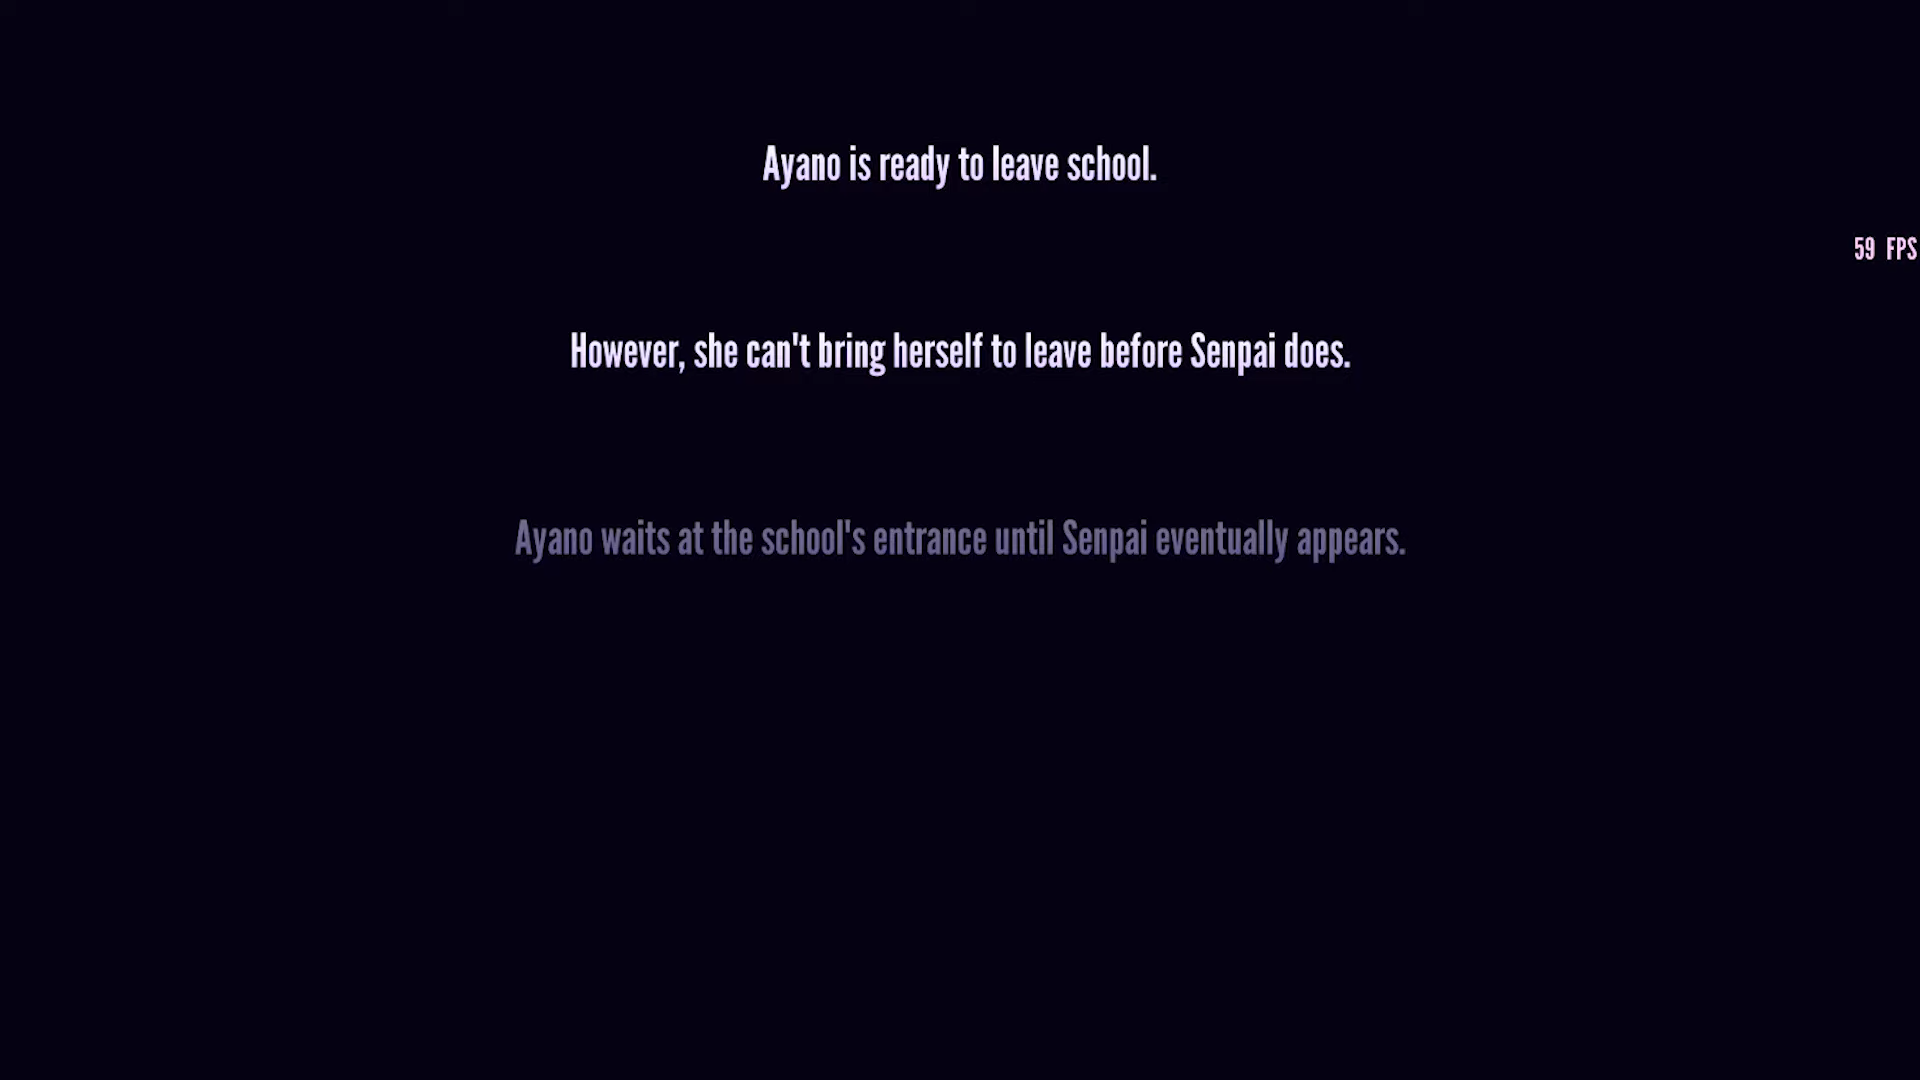 Ayano is ready to leave school.
59 FPS
However, she can't bring herself to leave before Senpai does.
Ayano waits at the school's entrance until Senpai eventually appears.